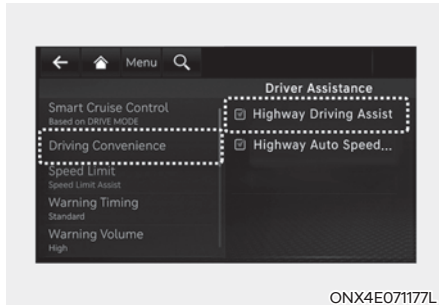 Menu
Driver Assistance
Smart Cruise Control
Based on DRIVE MODE
Highway Driving Assist
Driving Convenience
Highway Auto Speed...
Speed Limit
Speed Limit Assist
Warning Timing
Standard
Warning Volume
High
ONX4E071177L